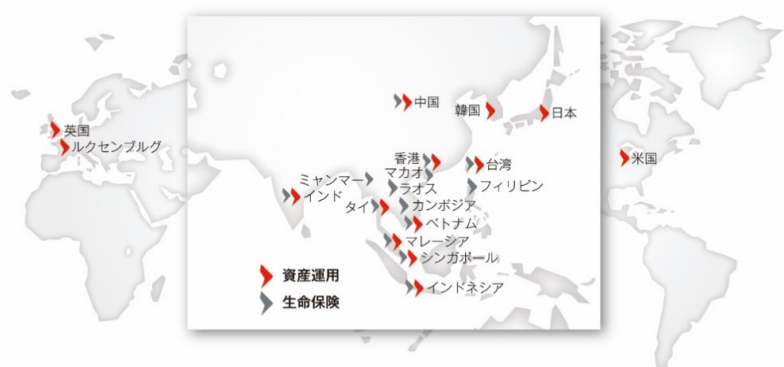 中国
韓国
日本
英国
ルクセンブルグ
香港
マカオ
台湾
米国
ミャンマー
ラオス
フィリピン
インド
タイ
カンボジア
ベトナム
マレーシア
シンガポール
資産運用
インドネシア
生命保険